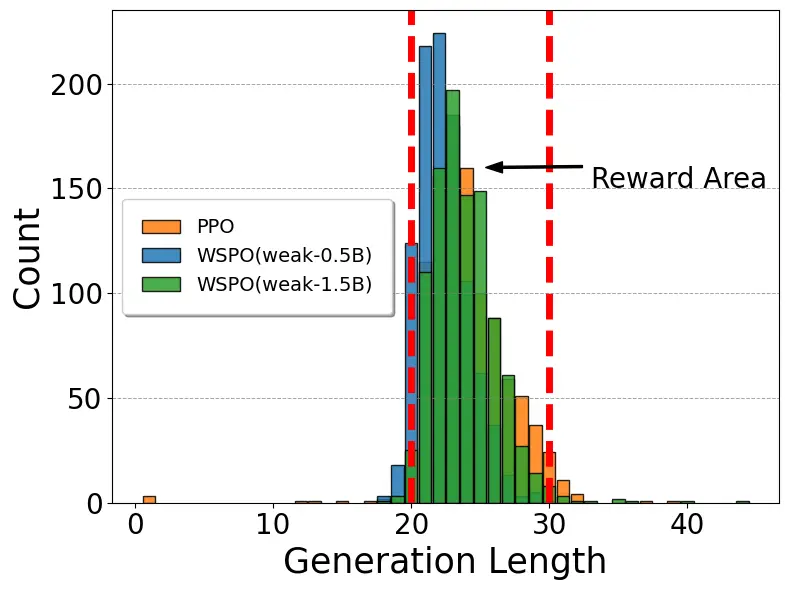 200
150
100
50
0
Count
PPO
WSPO(weak-0.5B)
WSPO(weak-1.5B)
Reward Area
0 10 20 30 40
Generation Length